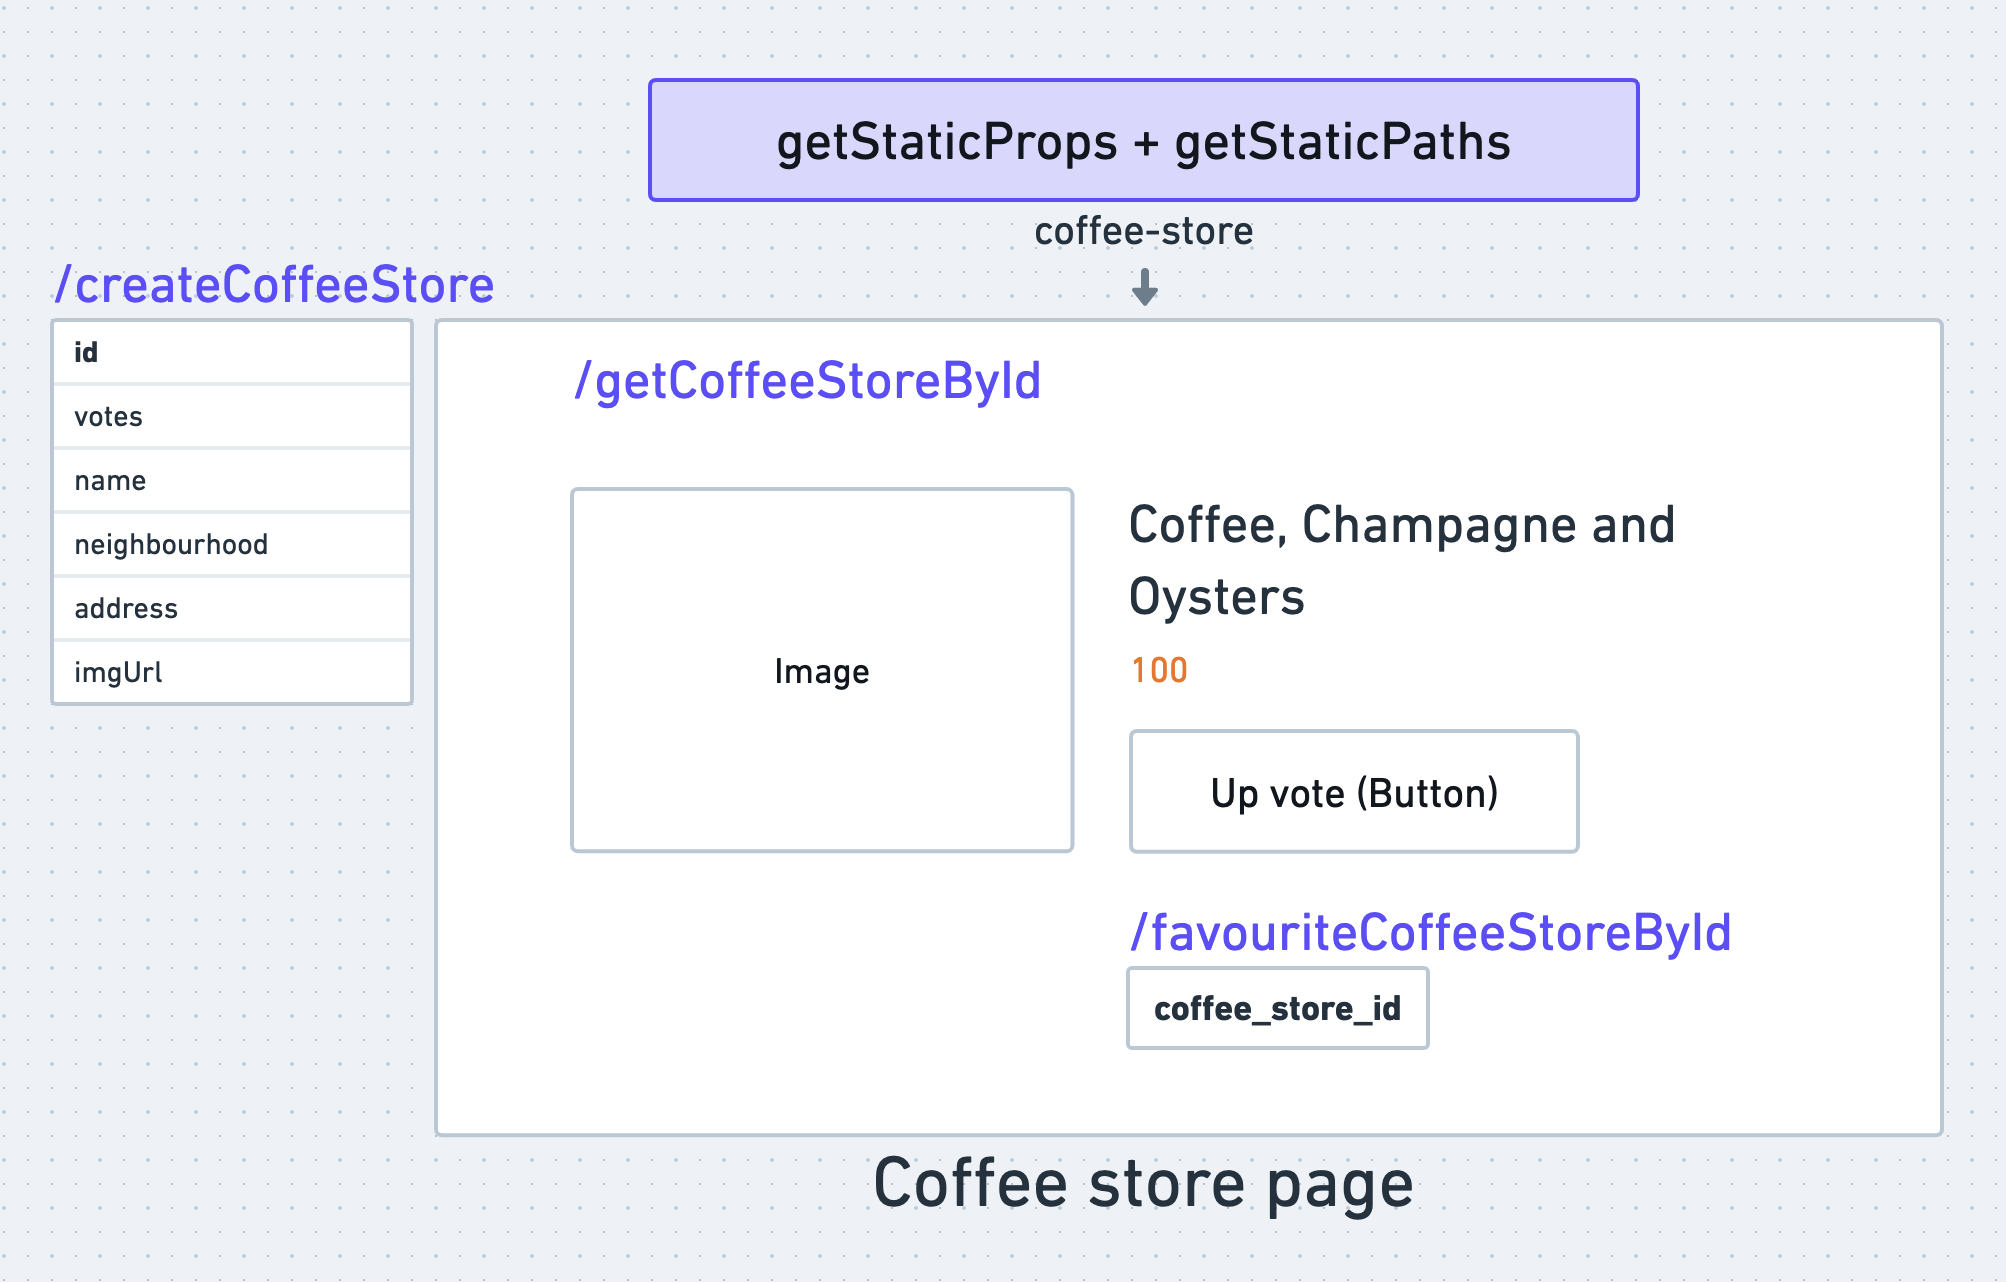 getStaticProps + getStaticPaths
coffee-store
/createCoffeeStore
id
votes
name
neighbourhood
address
imgUrl
/getCoffeeStoreById
Image
Coffee, Champagne and
Oysters
100
Up vote (Button)
/favouriteCoffeeStoreById
coffee_store_id
Coffee store page